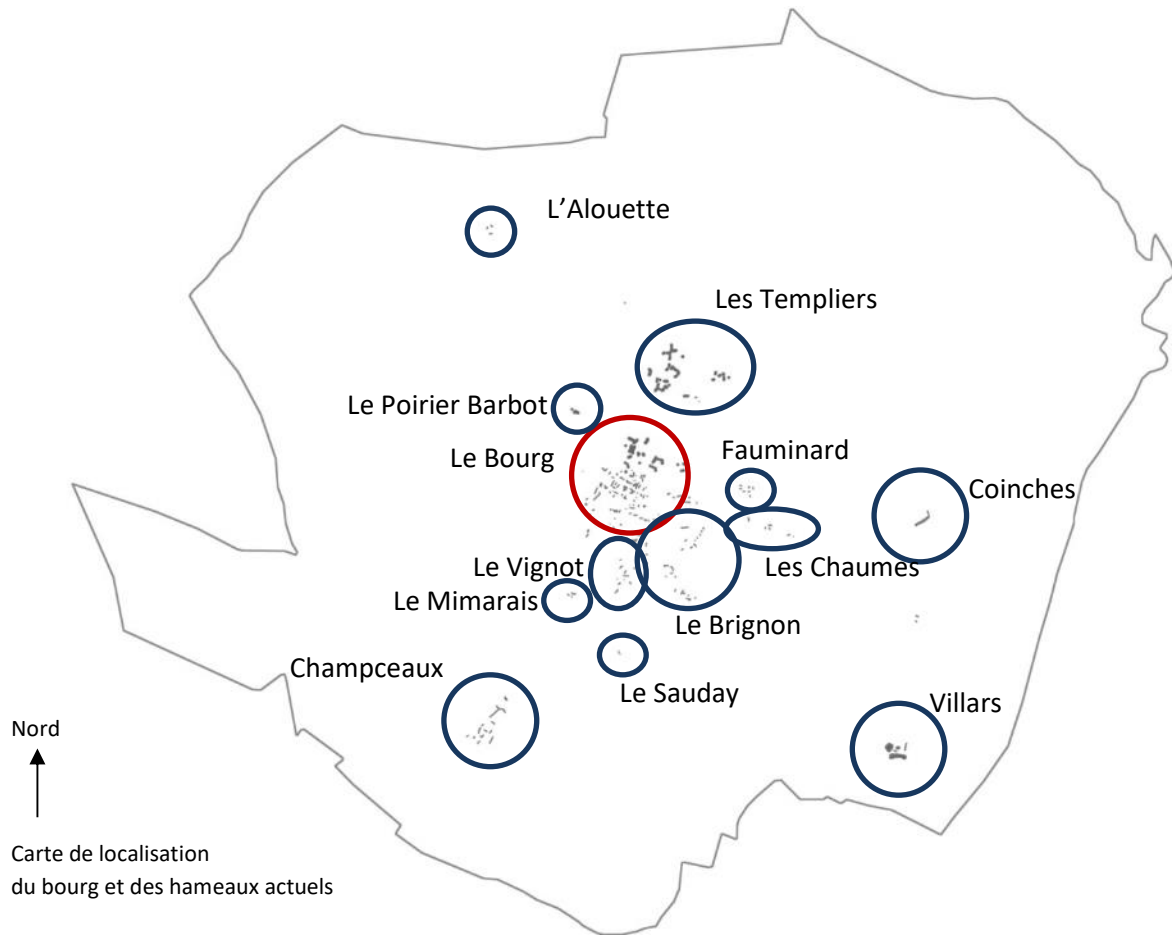 L’Alouette
Les Templiers
Le Poirier Barbot
Le Bourg
Fauminard
Coinches
Le Vignot
Les Chaumes
Le Mimarais
Le Brignon
Champceaux
Le Sauday
Villars
Nord
Carte de localisation
du bourg et des hameaux actuels